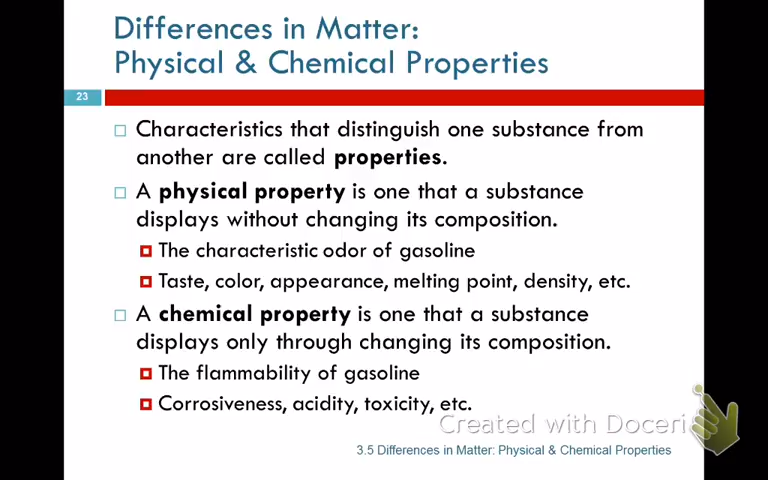 Differences in Matter:
Physical & Chemical Properties
23
Characteristics that distinguish one substance from
another are called properties.
A physical property is one that a substance
displays without changing its composition.
The characteristic odor of gasoline
Taste, color, appearance, melting point, density, etc.
A chemical property is one that a substance
displays only through changing its composition.
The flammability of gasoline
Corrosiveness, acidity, toxicity, etc.
Created with Doceri
3.5 Differences in Matter: Physical & Chemical Properties